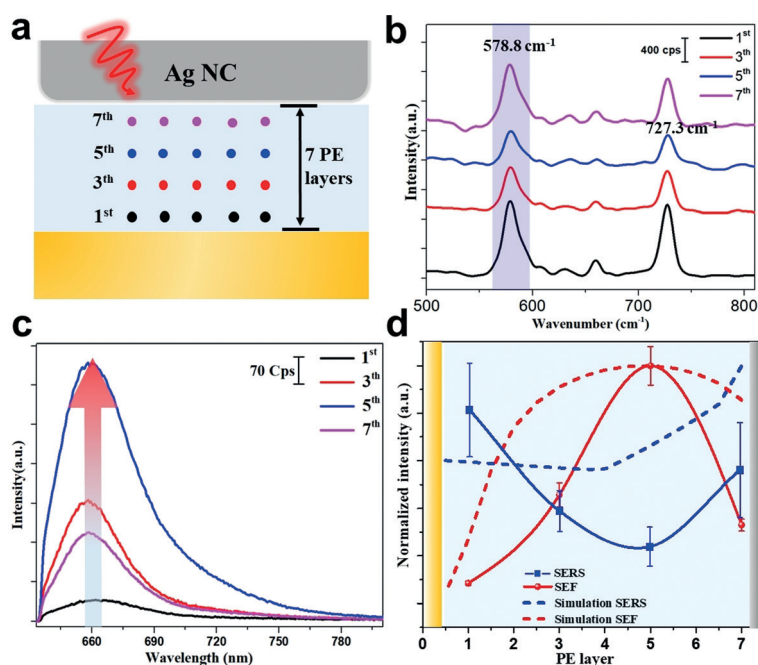 a
Ag NC
7th
5th
3th
1st
7 PE
layers
b
578.8 cm-1
727.3 cm-1
400 cps
1st
3th
5th
7th
Intensity(a.u.)
500 600 700 800
Wavenumber (cm-1)
c
70 Cps
1st
3th
5th
7th
Intensity(a.u.)
660 690 720 750 780
Wavelength (nm)
d
Normalized intensity (a.u.)
SERS
SEF
Simulation SERS
Simulation SEF
0 1 2 3 4 5 6 7
PE layer